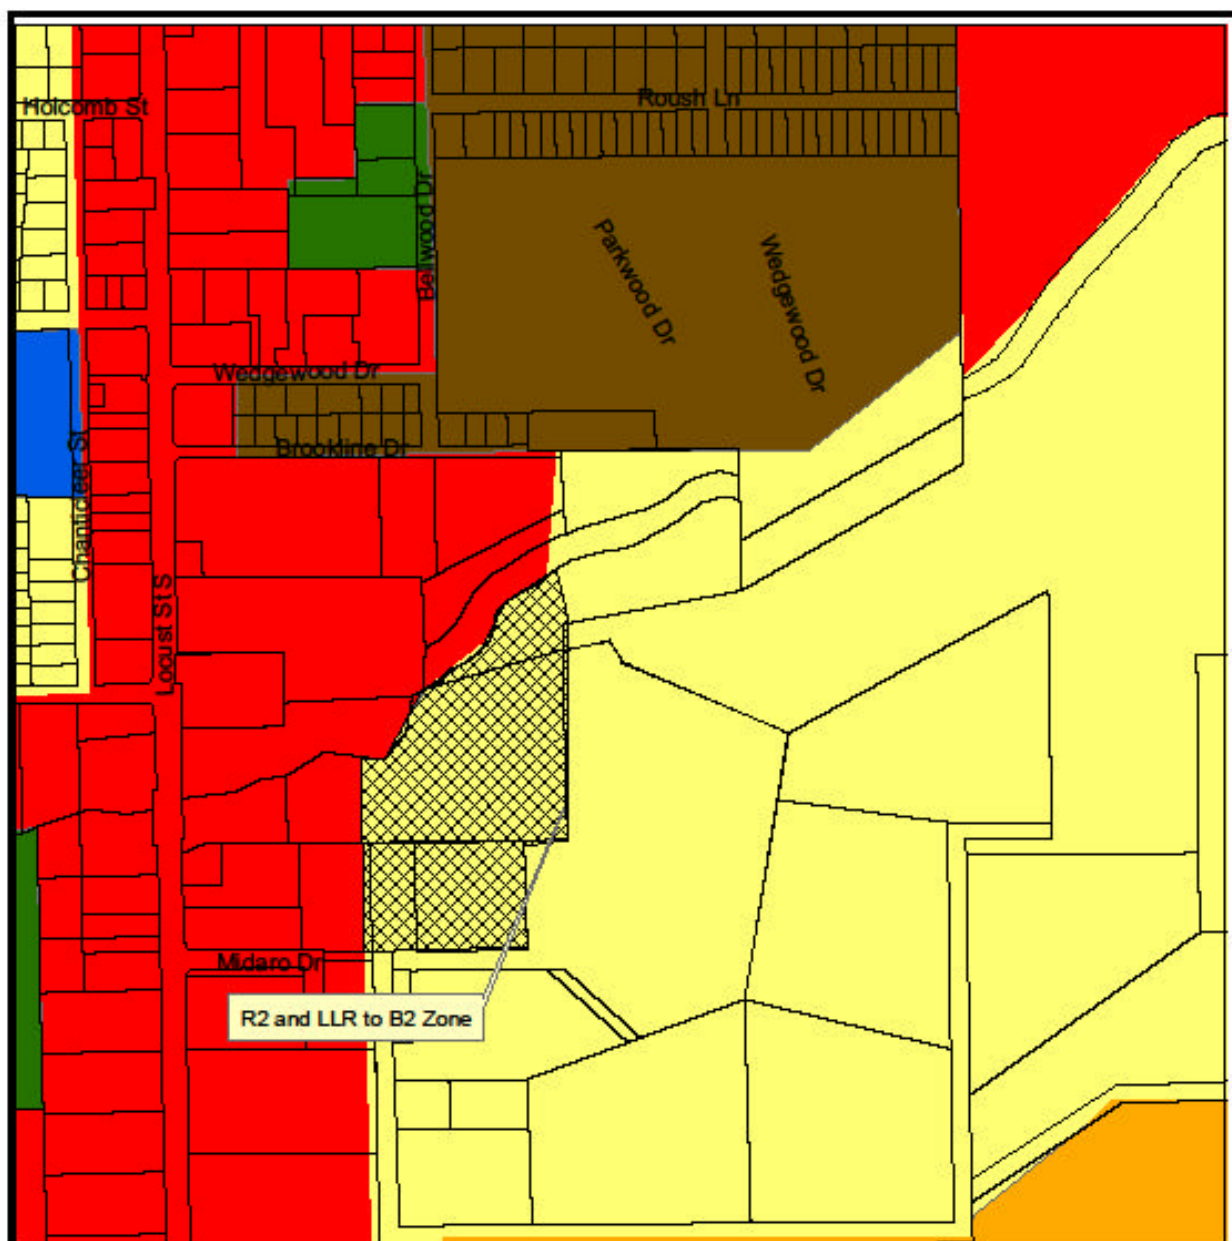 Holcomb St
Roush Ln
Bellwood Dr
Parkwood Dr
Wedgewood Dr
Wedgewood Dr
Brookline Dr
Chanticleer St
Locust St S
Midaro Dr
R2 and LLR to B2 Zone